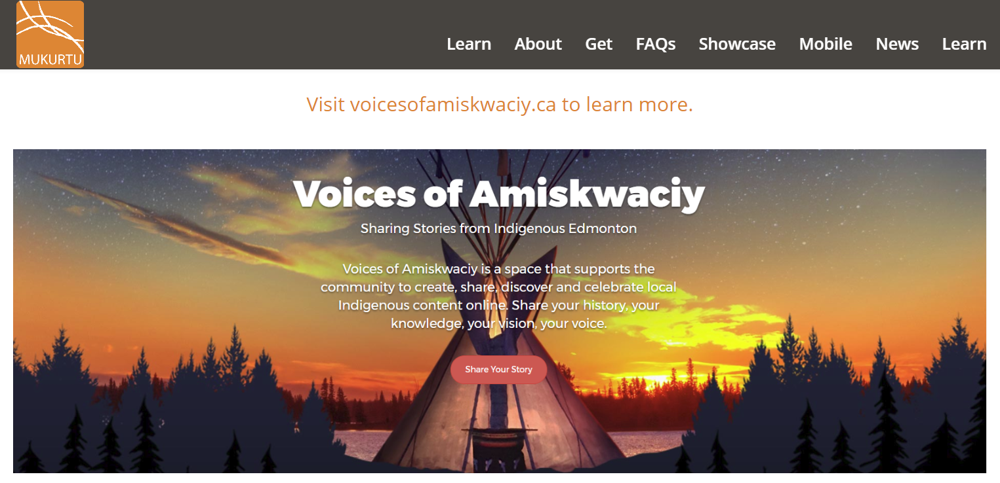 MUKURTU
Learn About Get FAQs Showcase Mobile News Learn
Visit voicesofamiskwaciy.ca to learn more.
Voices of Amiskwaciy
Sharing Stories from Indigenous Edmonton
Voices of Amiskwaciy is a space that supports the
community to create, share, discover and celebrate local
Indigenous content online. Share your history, your
knowledge, your vision, your voice.
Share Your Story